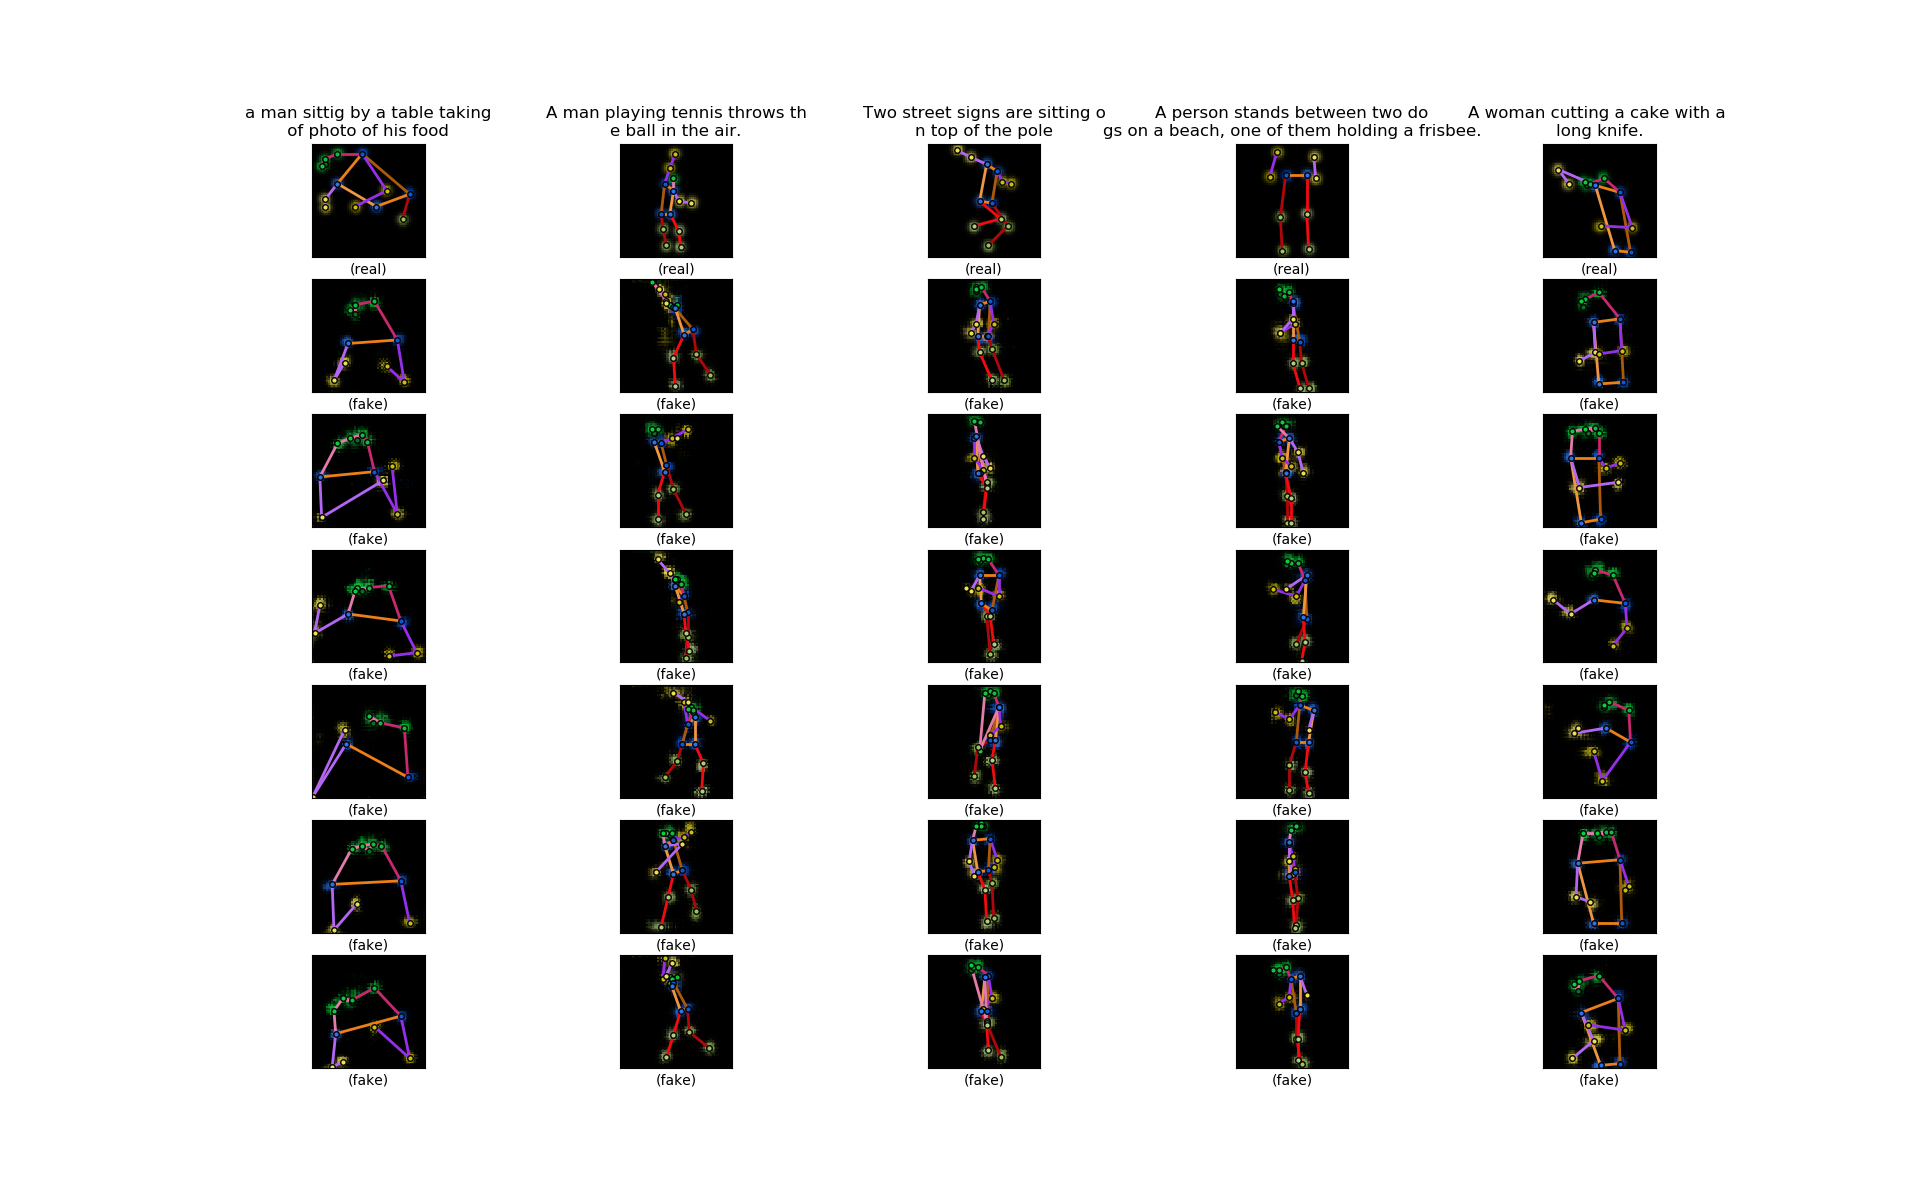 a man sittig by a table taking
of photo of his food
A man playing tennis throws th
e ball in the air.
Two street signs are sitting o
n top of the pole
A person stands between two do
gs on a beach, one of them holding a frisbee.
A woman cutting a cake with a
long knife.
(real) (real) (real) (real) (real)
(fake) (fake) (fake) (fake) (fake)
(fake) (fake) (fake) (fake) (fake)
(fake) (fake) (fake) (fake) (fake)
(fake) (fake) (fake) (fake) (fake)
(fake) (fake) (fake) (fake) (fake)
(fake) (fake) (fake) (fake) (fake)